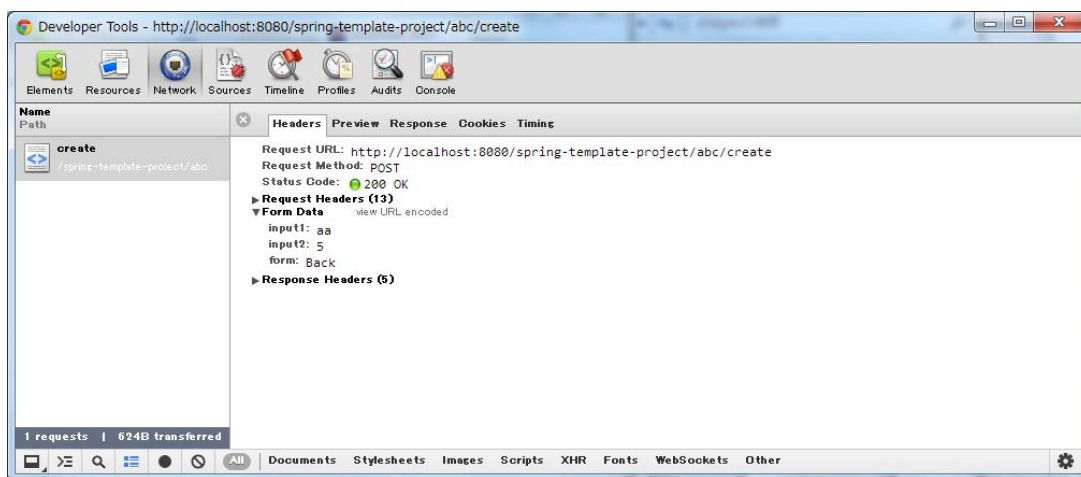 Developer Tools - http://localhost:8080/spring-template-project/abc/create
Elements Resources Network Sources Timeline Profiles Audits Console
Name
Path
Headers Preview Response Cookies Timing
create
/spring-template-project/abc
Request URL: http://localhost:8080/spring-template-project/abc/create
Request Method: POST
Status Code: 200 OK
Request Headers (13)
Form Data view URL encoded
input1: aa
input2: 5
form: Back
Response Headers (5)
1 requests | 624B transferred
All Documents Stylesheets Images Scripts XHR Fonts WebSockets Other